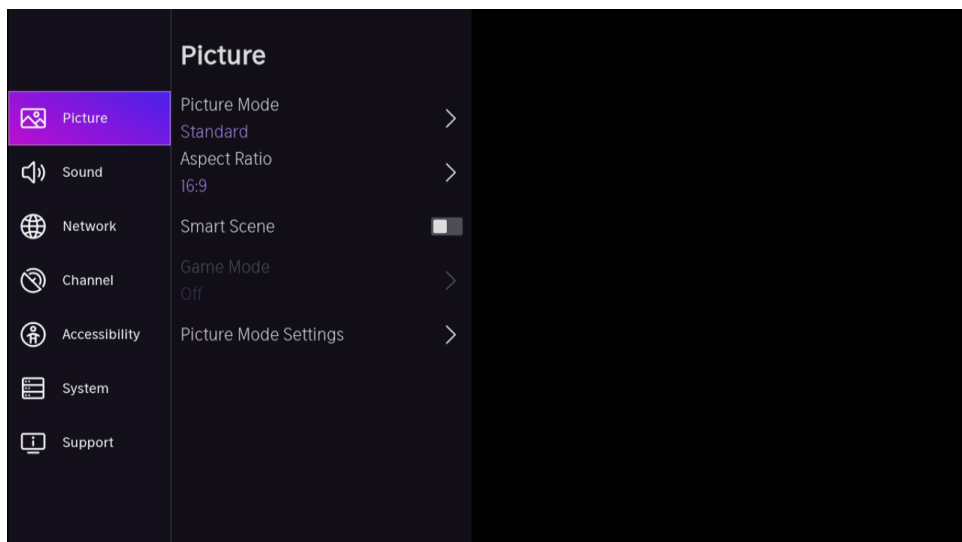 Picture
Picture
Sound
Network
Channel
Accessibility
System
Support
Picture Mode
Standard
Aspect Ratio
16:9
Smart Scene
Game Mode
Off
Picture Mode Settings